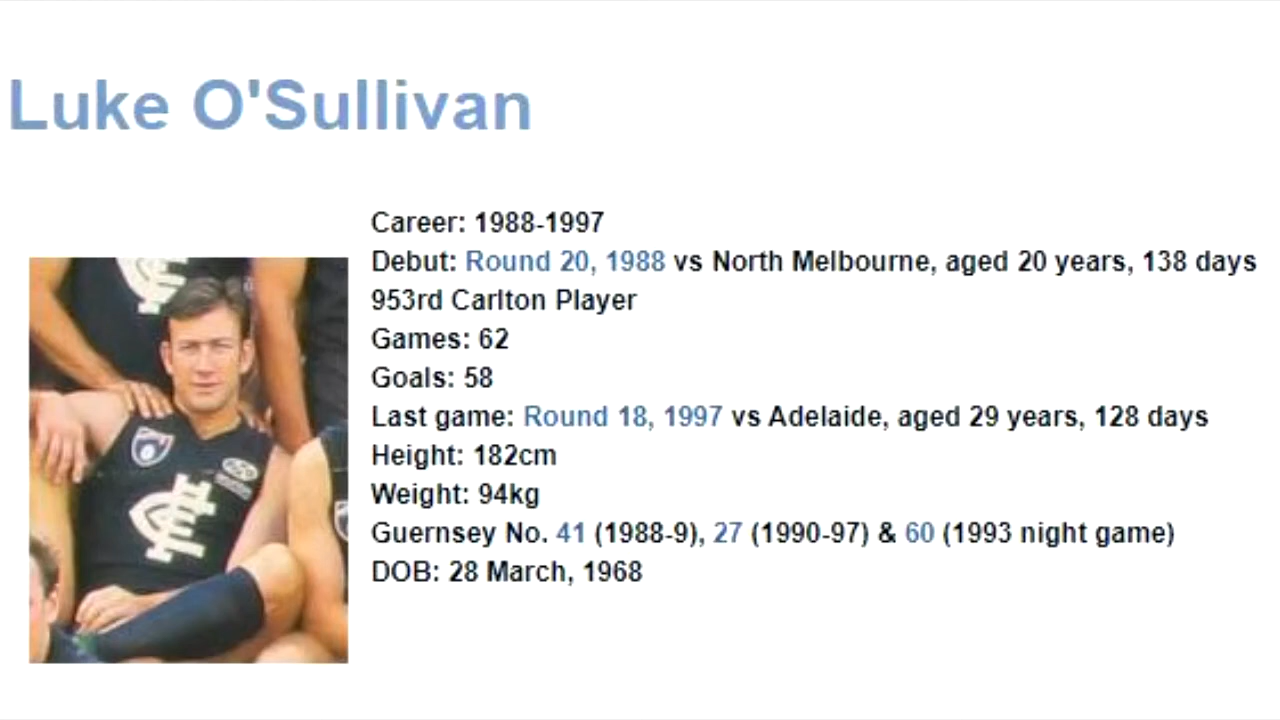 Luke O'Sullivan
Career: 1988-1997
Debut: Round 20, 1988 vs North Melbourne, aged 20 years, 138 days
953rd Carlton Player
Games: 62
Goals: 58
Last game: Round 18, 1997 vs Adelaide, aged 29 years, 128 days
Height: 182cm
Weight: 94kg
Guernsey No. 41 (1988-9), 27 (1990-97) & 60 (1993 night game)
DOB: 28 March, 1968